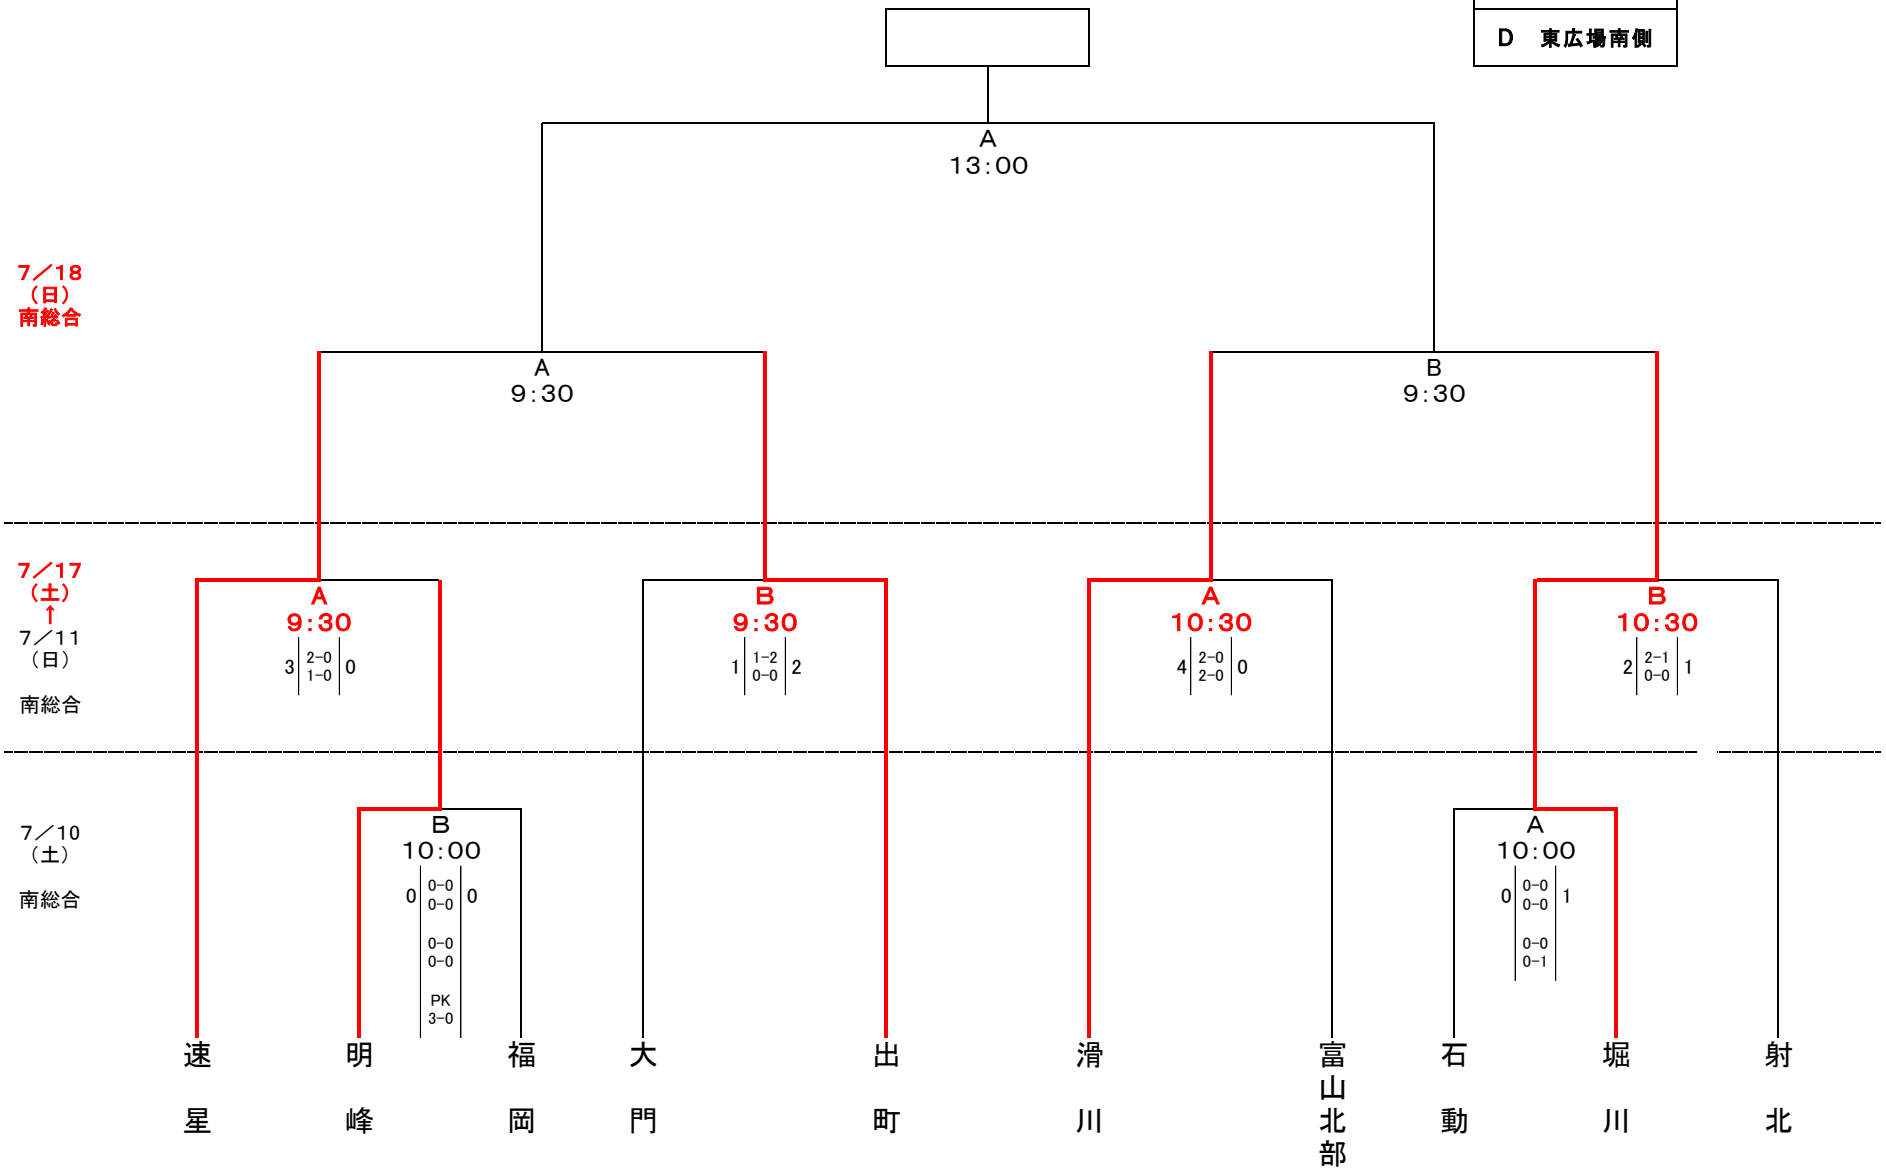 D　東広場南側
A
13:00
7／18
（日）
南総合
A
9:30
B
9:30
7／17
（土）
↑
7／11
（日）
南総合
A
9:30
3 2-0 0
1-0
B
9:30
1 1-2 2
0-0
A
10:30
4 2-0 0
2-0
B
10:30
2 2-1 1
0-0
7／10
（土）
南総合
B
10:00
0 0-0 0
0-0
0-0
0-0
PK
3-0
A
10:00
0 0-0 1
0-0
0-0
0-1
速星
明峰
福岡
大門
出町
滑川
富山北部
石動
堀川
射北